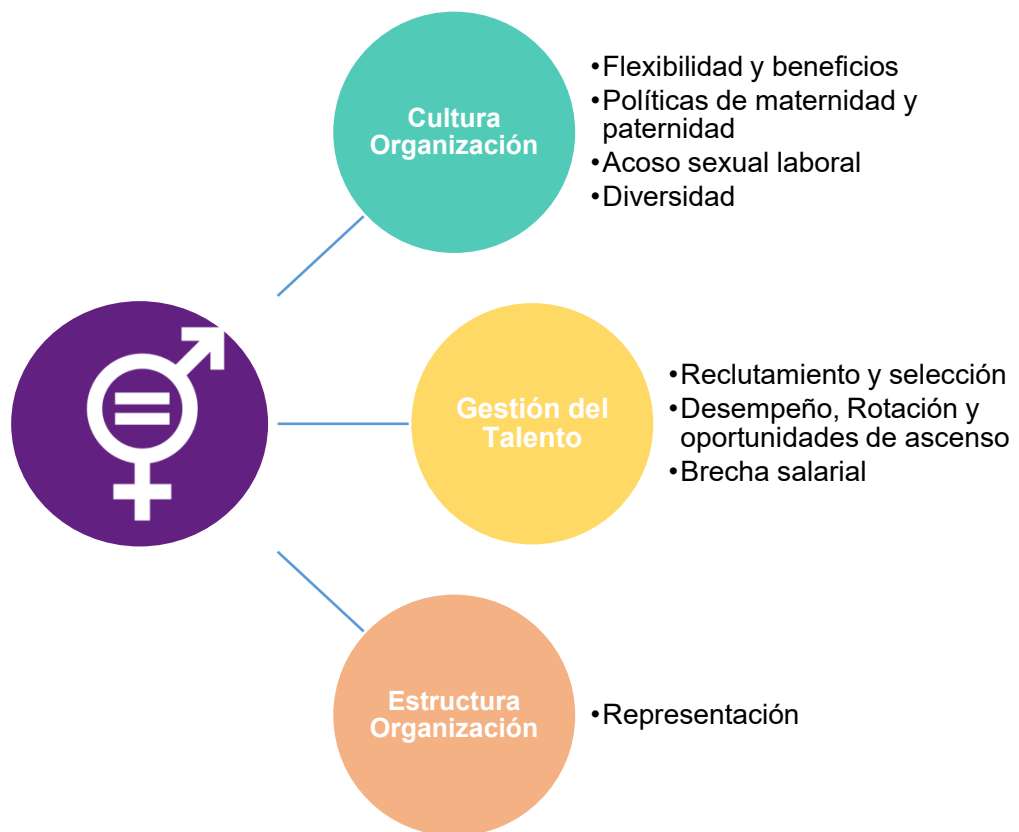 Cultura
Organización
•Flexibilidad y beneficios
•Políticas de maternidad y
paternidad
•Acoso sexual laboral
•Diversidad
Gestión del
Talento
•Reclutamiento y selección
•Desempeño, Rotación y
oportunidades de ascenso
•Brecha salarial
Estructura
Organización
•Representación